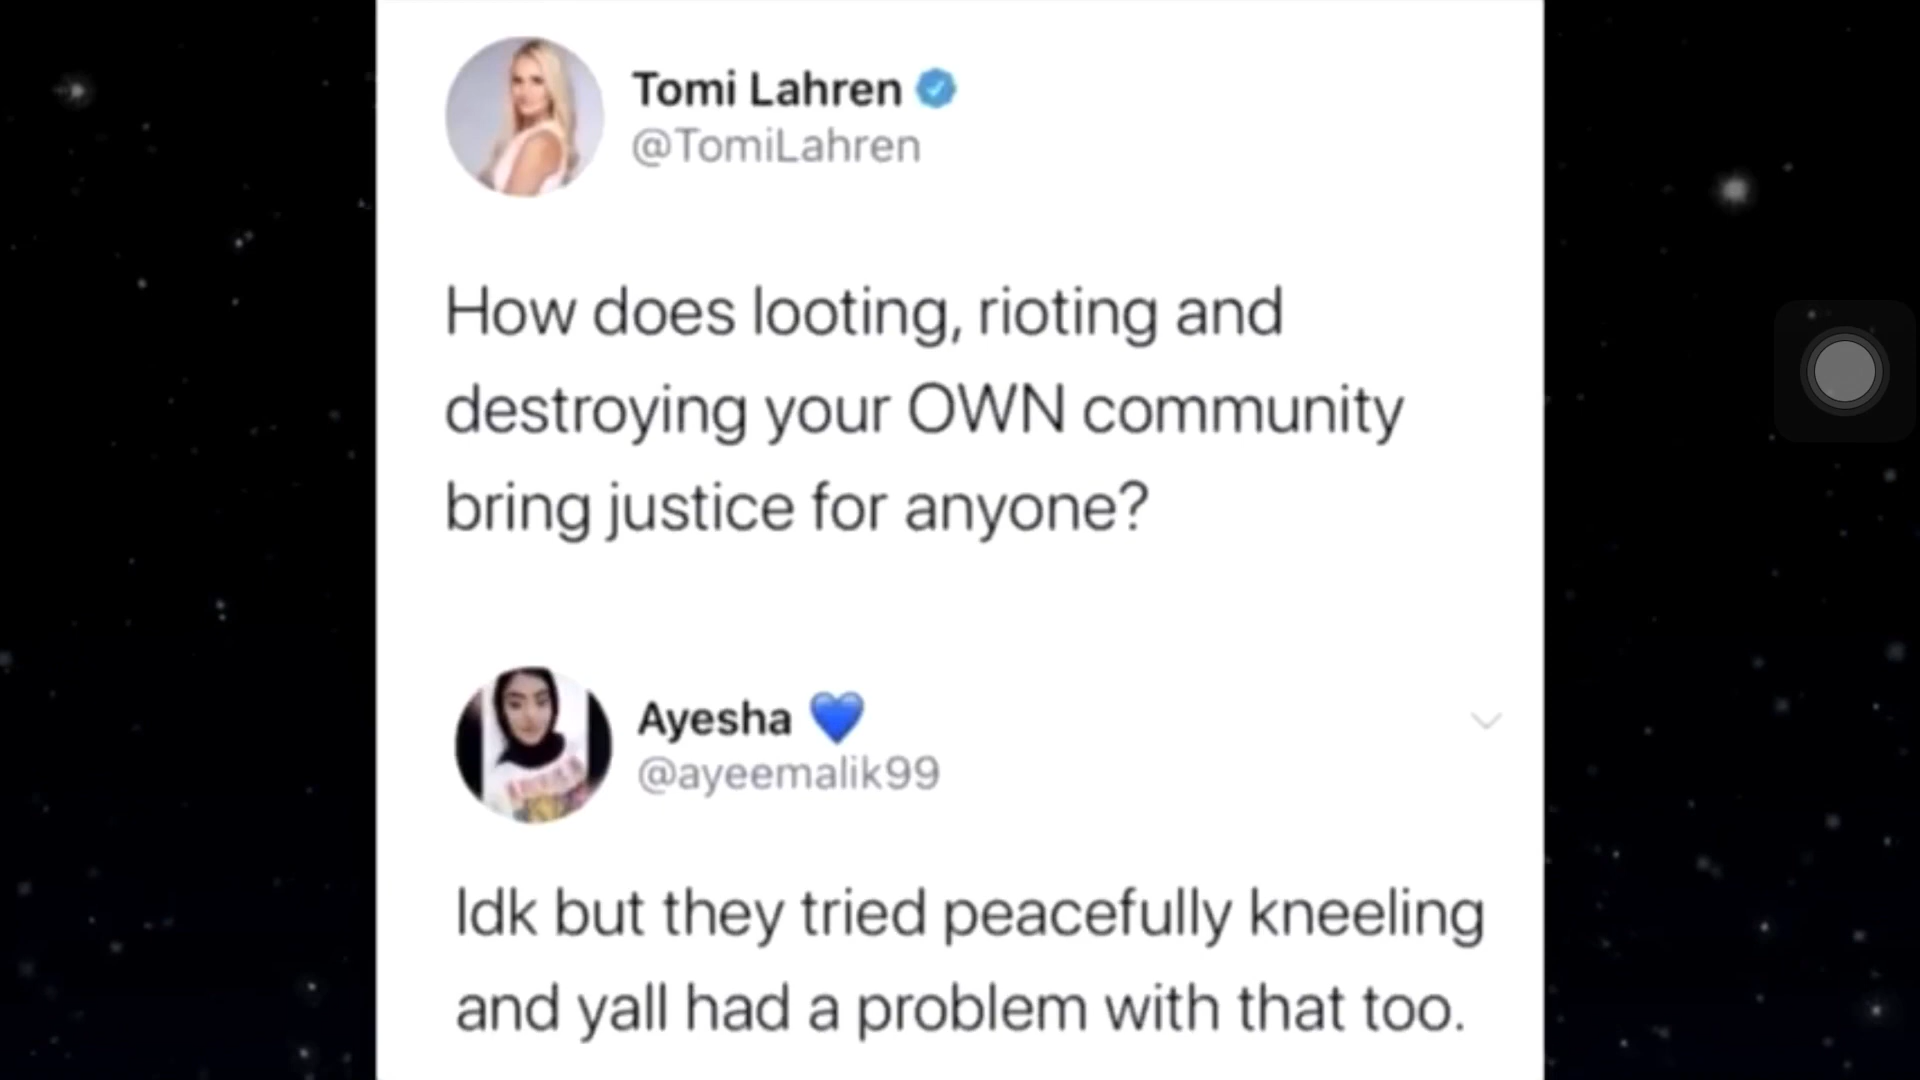 Tomi Lahren
@TomiLahren
How does looting, rioting and
destroying your OWN community
bring justice for anyone?
Ayesha 💙
@ayeemalik99
Idk but they tried peacefully kneeling
and yall had a problem with that too.